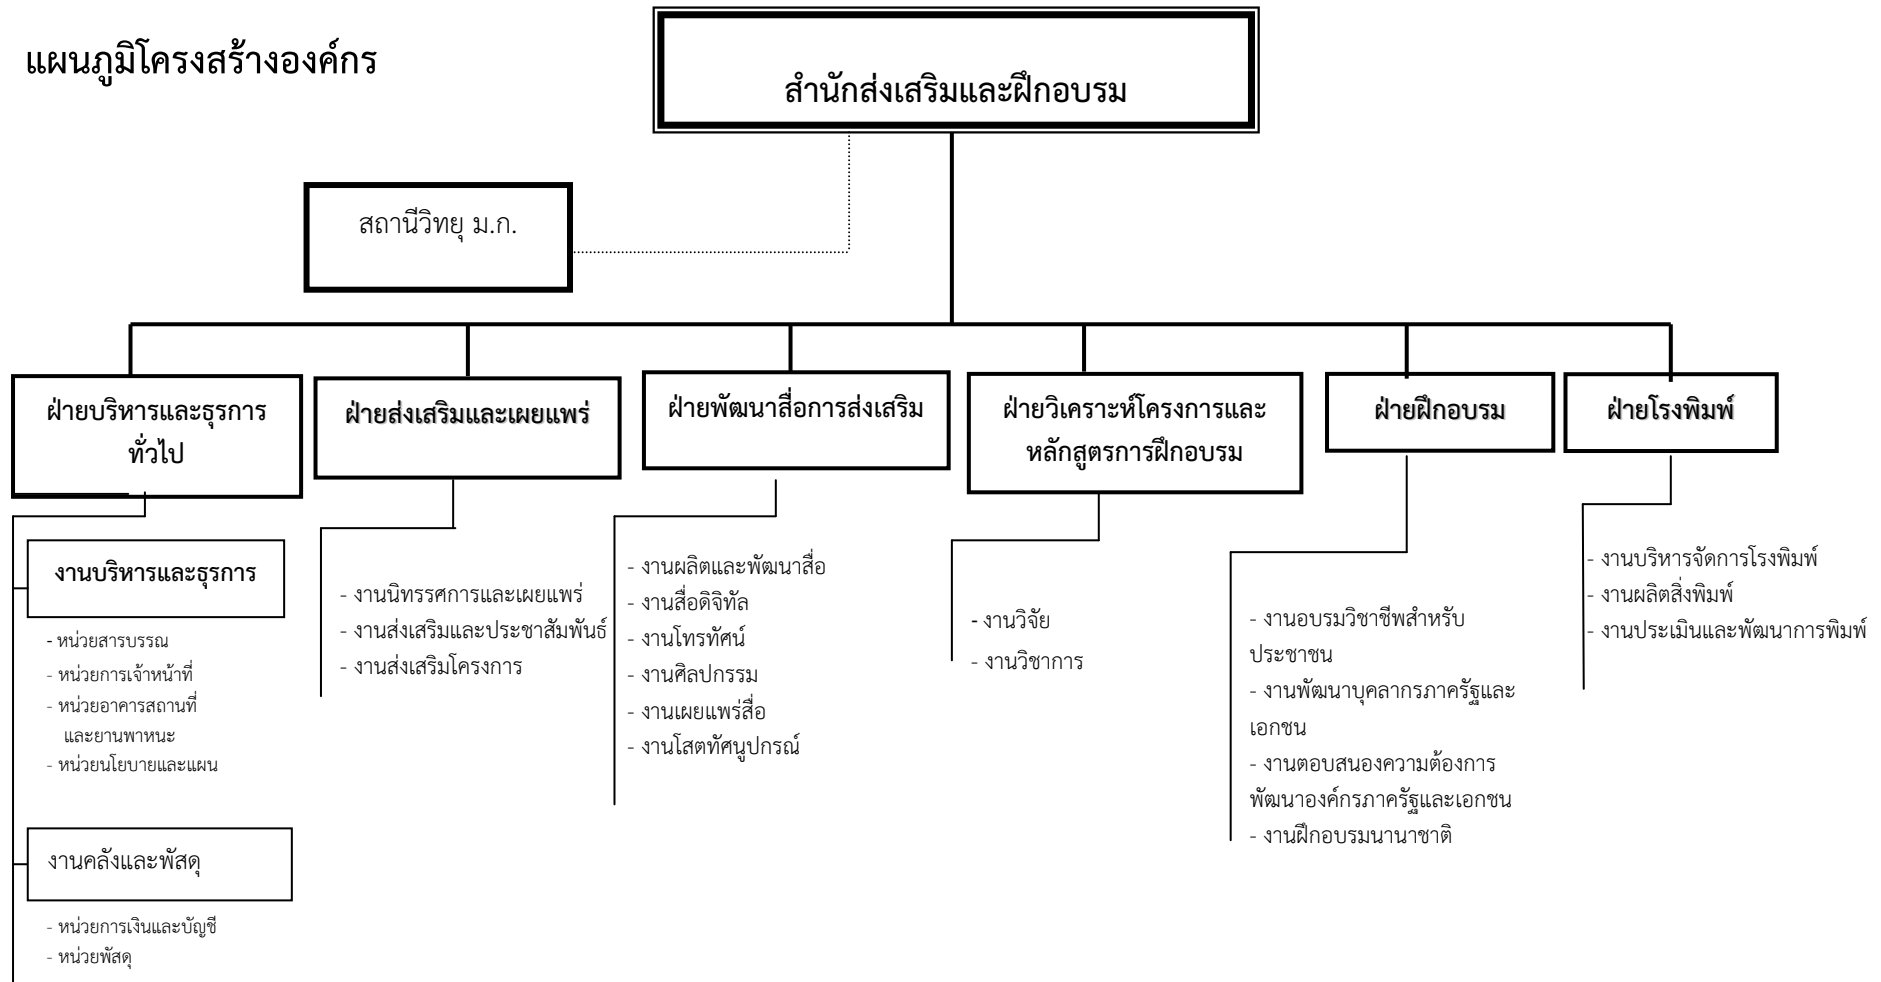 แผนภูมิโครงสร้างองค์กร
สำนักส่งเสริมและฝึกอบรม
สถานีวิทยุ ม.ก.
ฝ่ายบริหารและธุรการ
ทั่วไป
งานบริหารและธุรการ
- หน่วยสารบรรณ
- หน่วยการเจ้าหน้าที่
- หน่วยอาคารสถานที่
และยานพาหนะ
- หน่วยนโยบายและแผน
งานคลังและพัสดุ
- หน่วยการเงินและบัญชี
- หน่วยพัสดุ
ฝ่ายส่งเสริมและเผยแพร่
- งานนิทรรศการและเผยแพร่
- งานส่งเสริมและประชาสัมพันธ์
- งานส่งเสริมโครงการ
ฝ่ายพัฒนาสื่อการส่งเสริม
- งานผลิตและพัฒนาสื่อ
- งานสื่อดิจิทัล
- งานโทรทัศน์
- งานศิลปกรรม
- งานเผยแพร่สื่อ
- งานโสตทัศนูปกรณ์
ฝ่ายวิเคราะห์โครงการและ
หลักสูตรการฝึกอบรม
- งานวิจัย
- งานวิชาการ
ฝ่ายฝึกอบรม
- งานอบรมวิชาชีพสำหรับ
ประชาชน
- งานพัฒนาบุคลากรภาครัฐและ
เอกชน
- งานตอบสนองความต้องการ
พัฒนาองค์กรภาครัฐและเอกชน
- งานฝึกอบรมนานาชาติ
ฝ่ายโรงพิมพ์
- งานบริหารจัดการโรงพิมพ์
- งานผลิตสิ่งพิมพ์
- งานประเมินและพัฒนาการพิมพ์